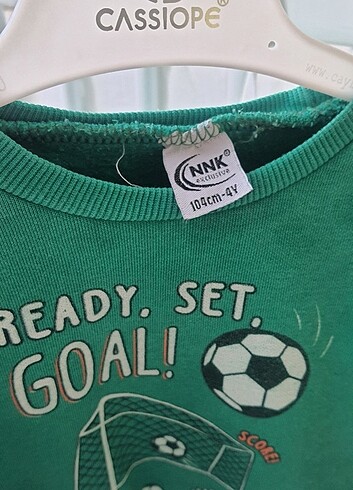 CASSIOPE
NNK®
exclusive
104cm-4Y
READY, SET,
GOAL!
SCORE!